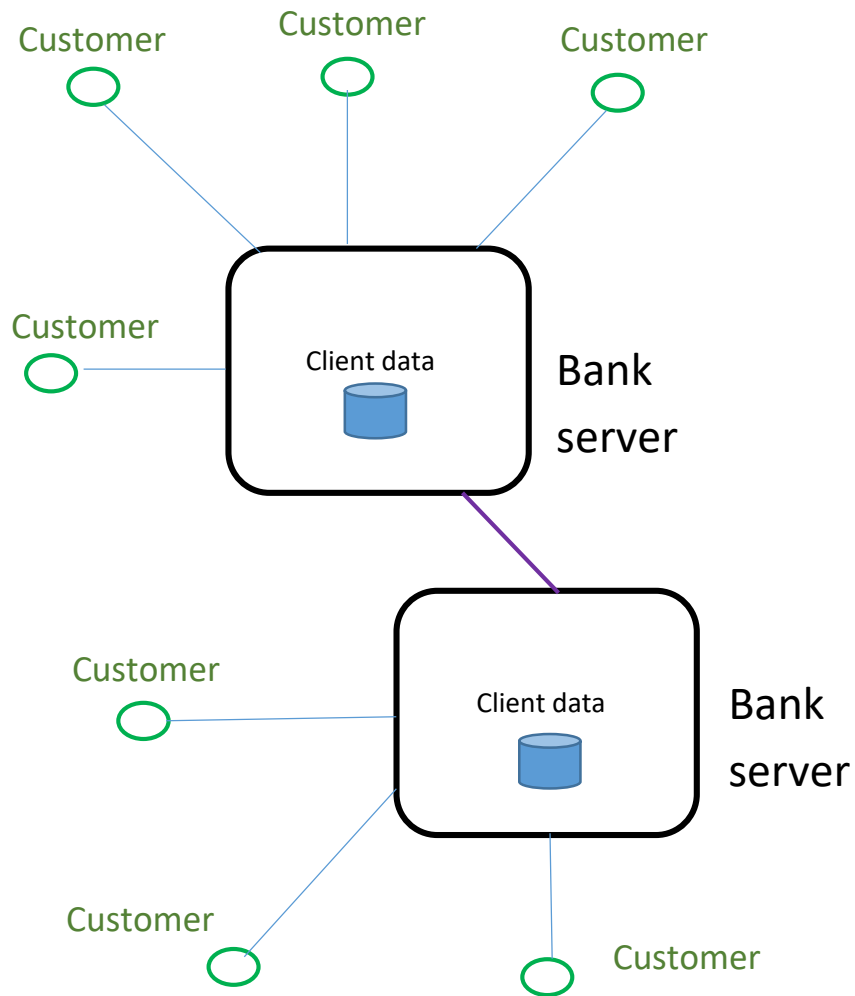 Customer
Customer
Customer
Customer
Client data
Bank
server
Customer
Client data
Bank
server
Customer
Customer